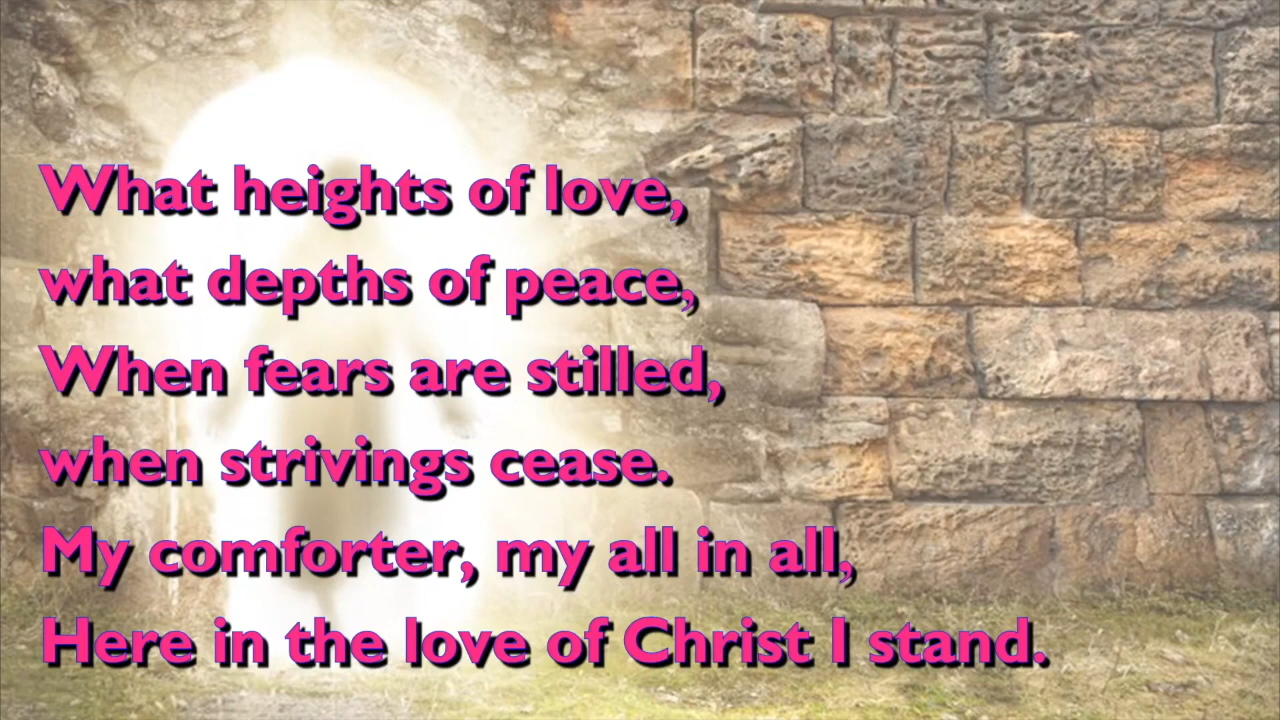 What heights of love,
what depths of peace,
When fears are stilled,
when strivings cease.
My comforter, my all in all,
Here in the love of Christ I stand.